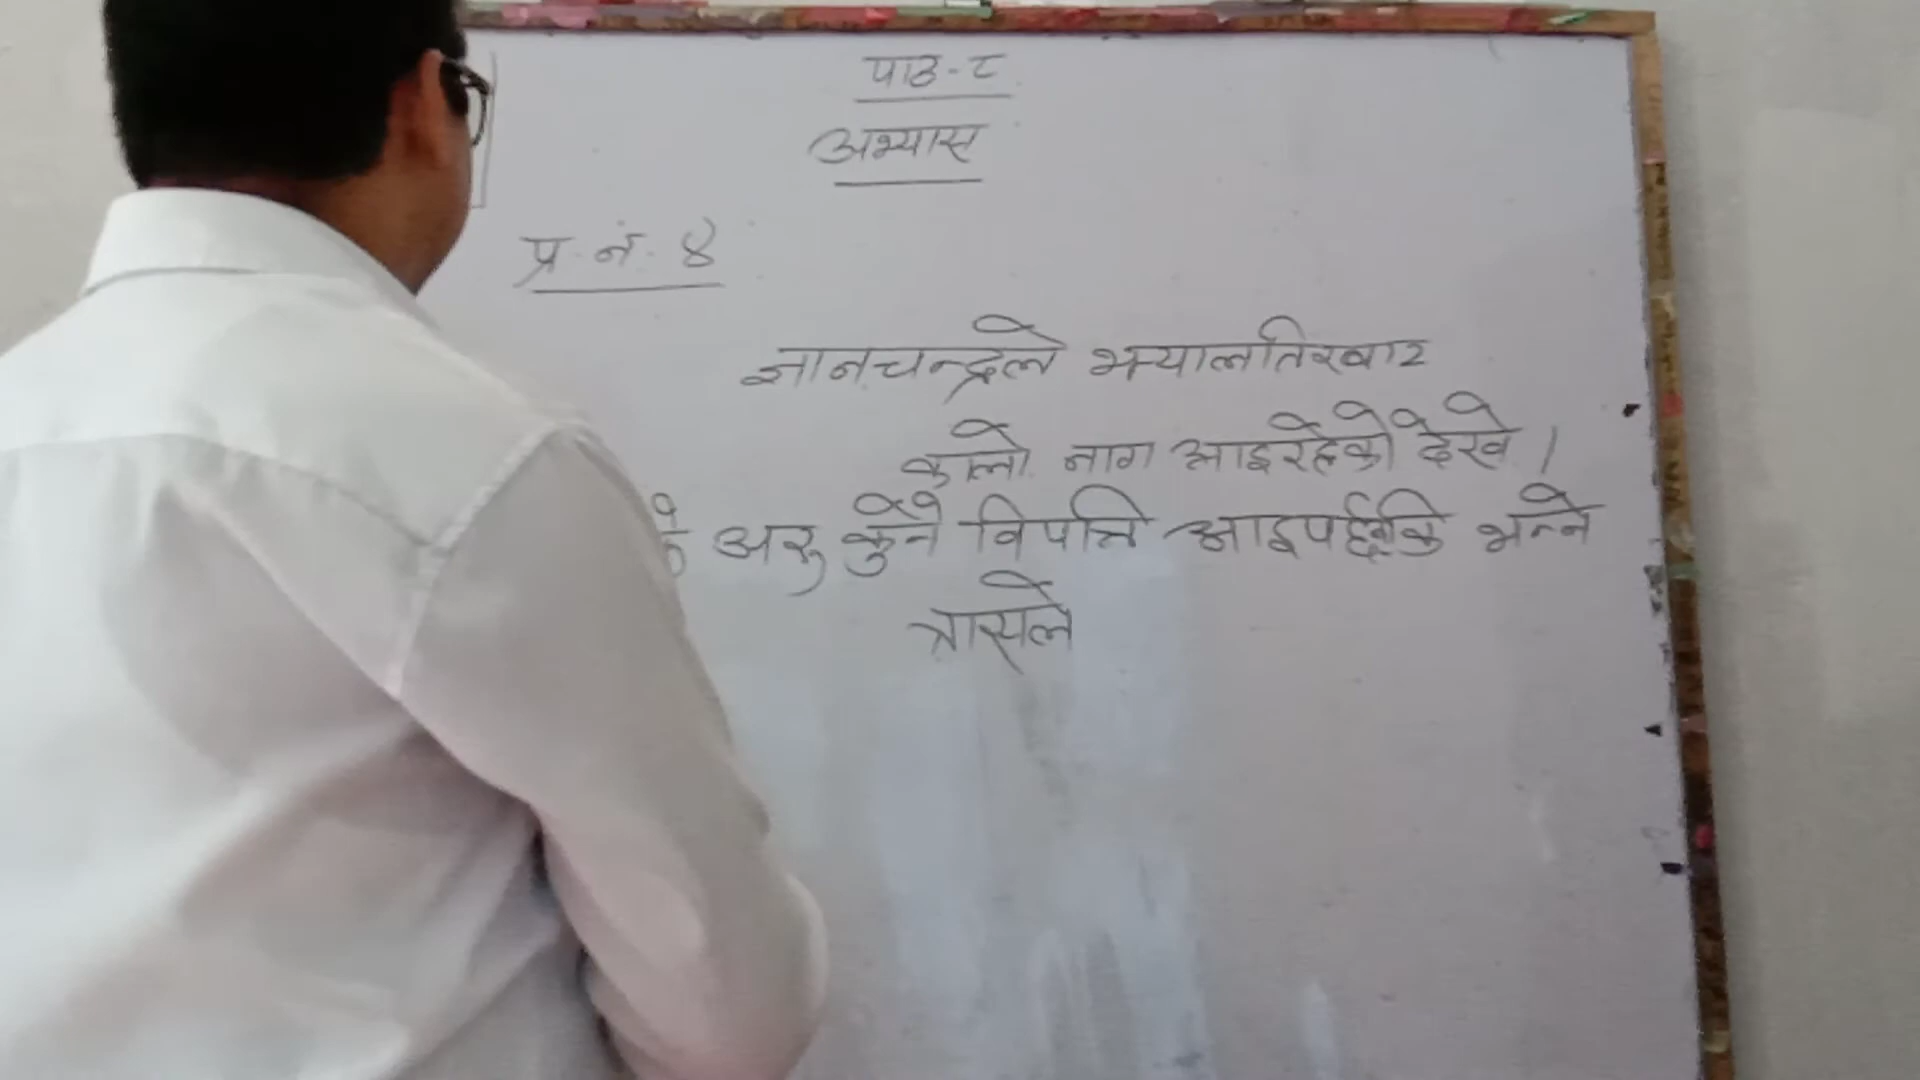 पाठ-८
अभ्यास
प्र.नं. ४
ज्ञानचन्द्रले झ्यालतिरबाट
कालो नाग आइरहेको देखे ।
अरु कुनै विपत्ति आइपर्छकि भन्ने
त्रासले